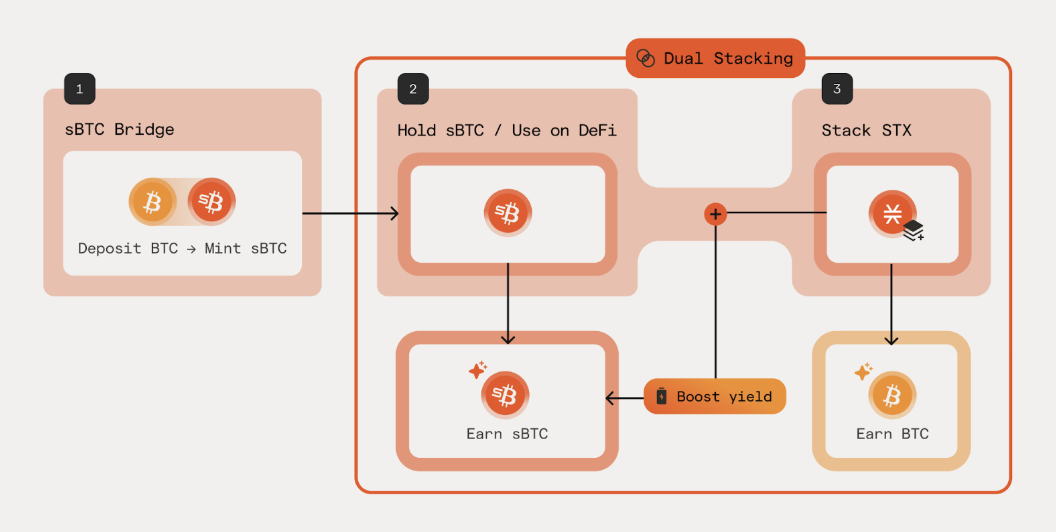 Dual Stacking
1
sBTC Bridge
Deposit BTC → Mint sBTC
2
Hold sBTC / Use on DeFi
3
Stack STX
Boost yield
Earn sBTC
Earn BTC